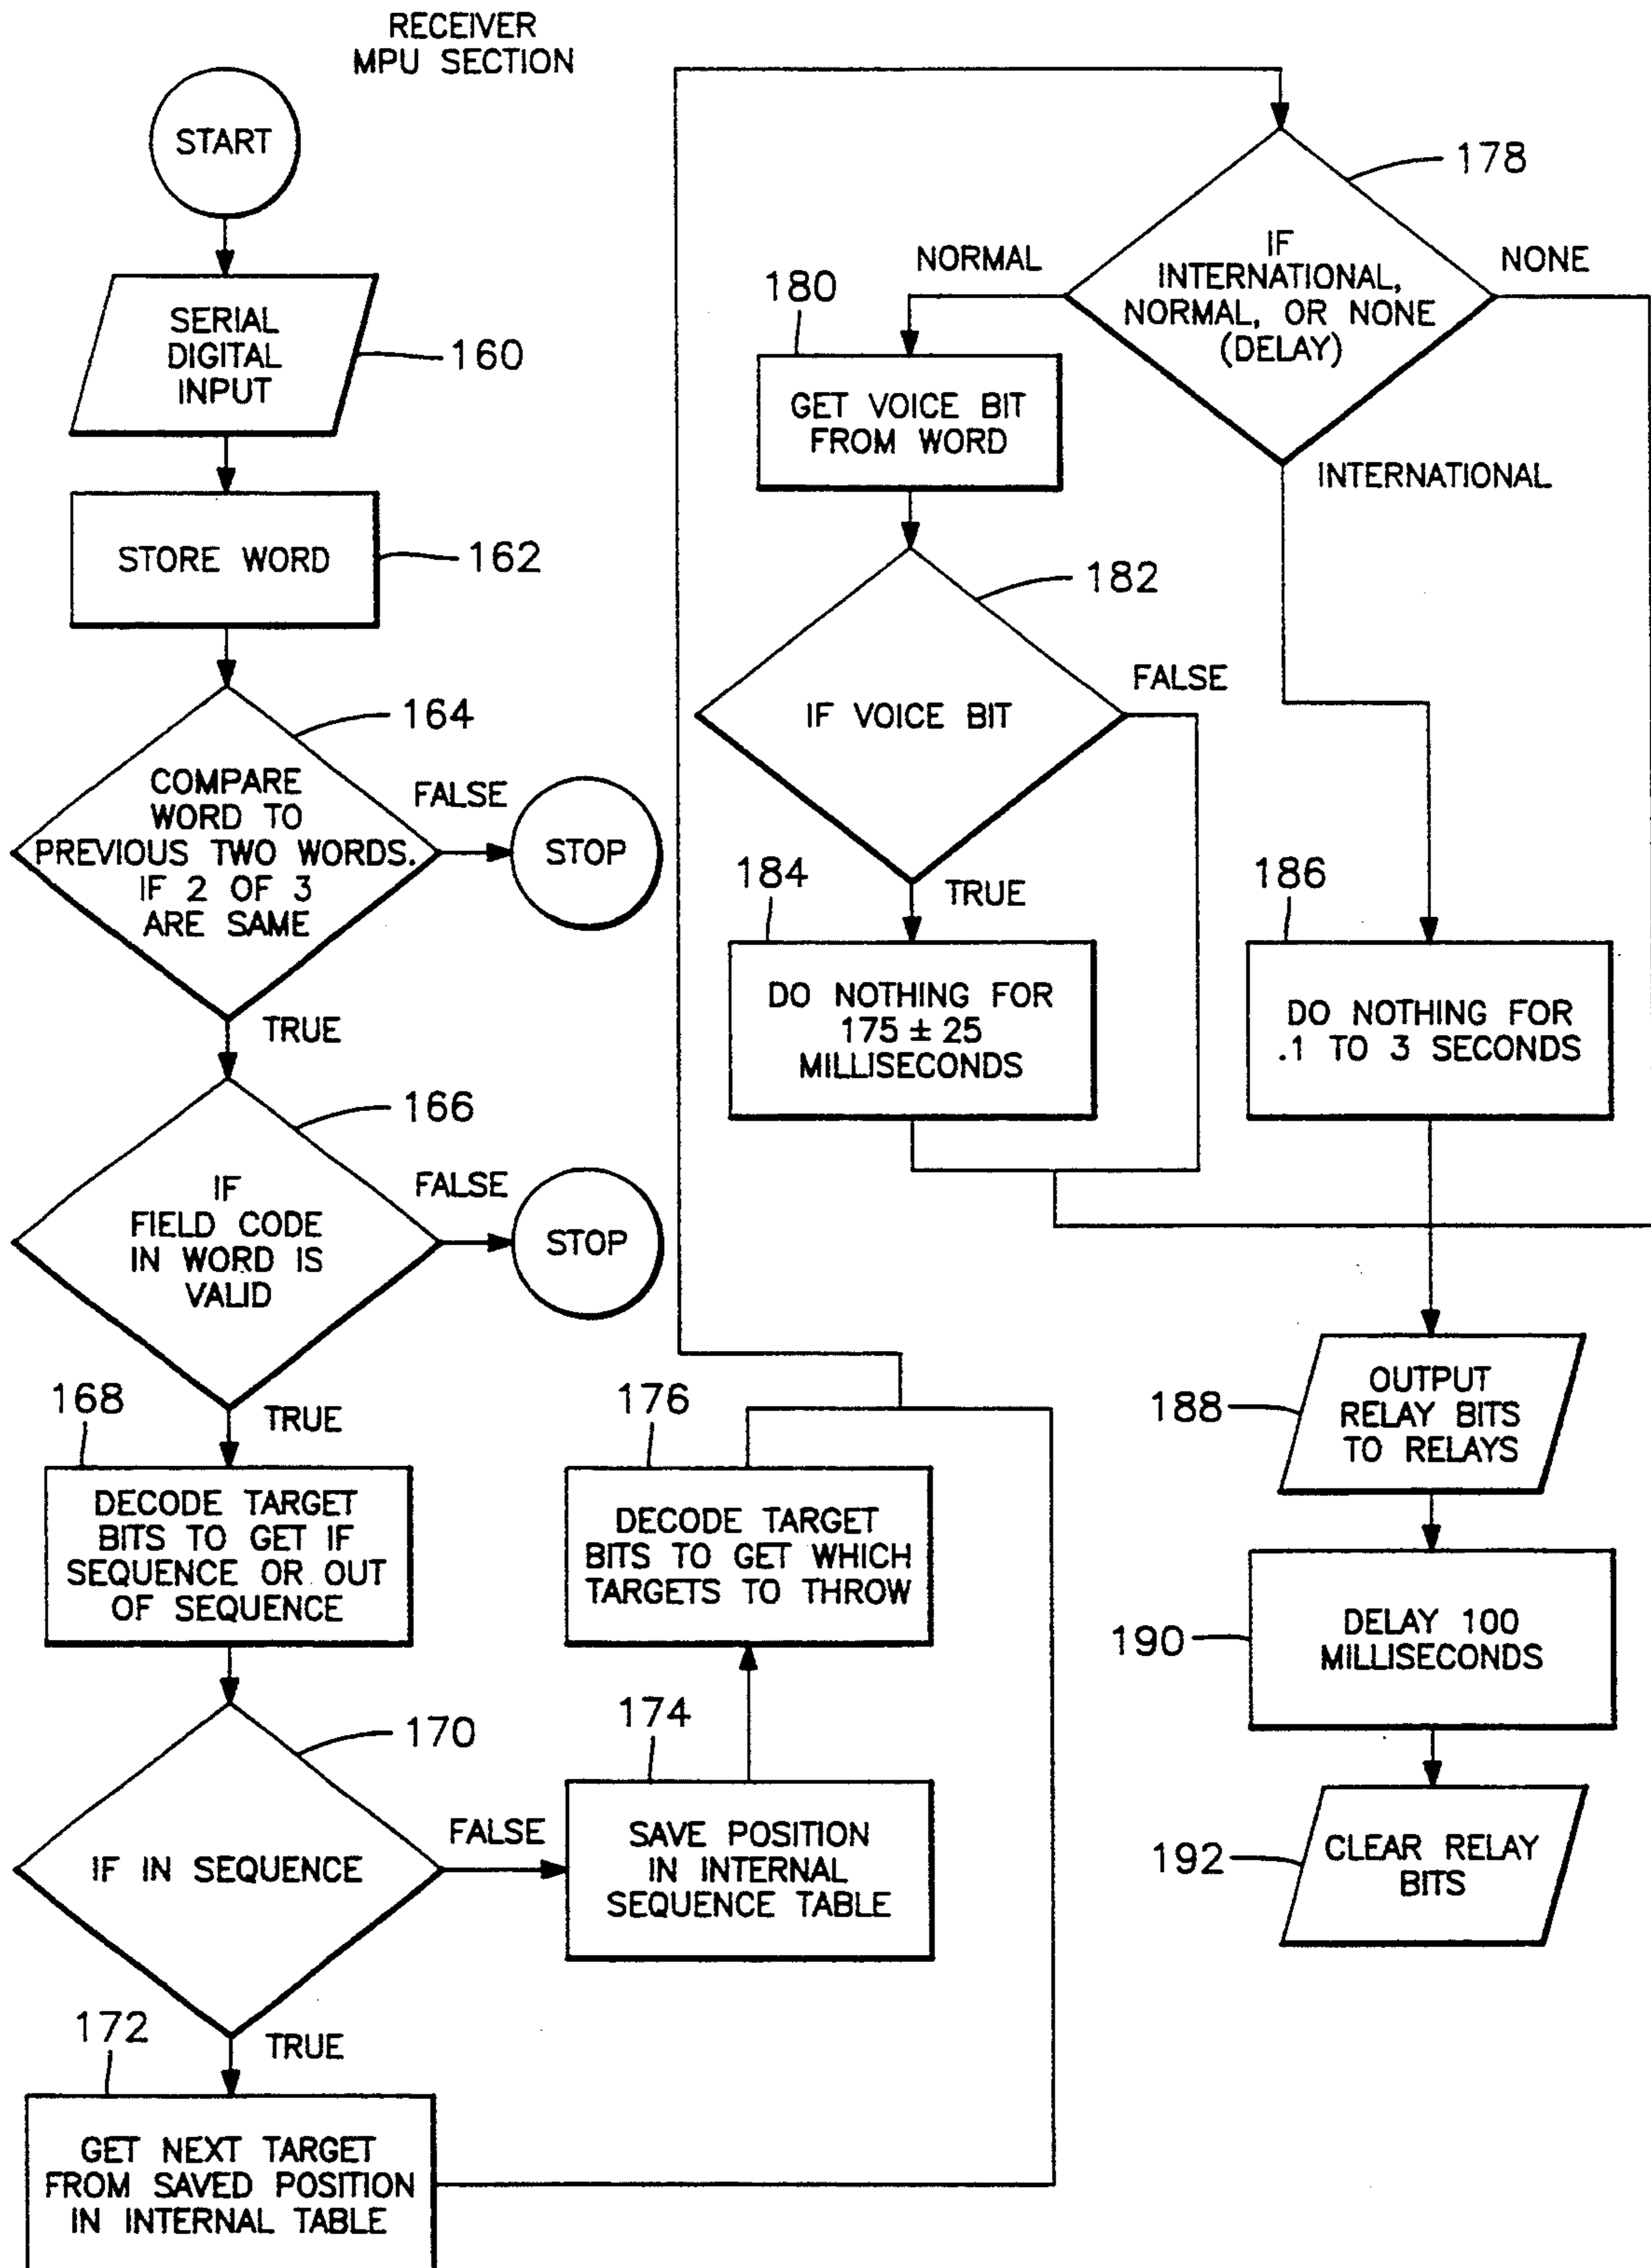 RECEIVER
MPU SECTION
START
SERIAL
DIGITAL
INPUT
160
STORE WORD
162
164
COMPARE
WORD TO
PREVIOUS TWO WORDS.
IF 2 OF 3
ARE SAME
FALSE
STOP
TRUE
166
IF
FIELD CODE
IN WORD IS
VALID
FALSE
STOP
TRUE
168
DECODE TARGET
BITS TO GET IF
SEQUENCE OR OUT
OF SEQUENCE
170
IF IN SEQUENCE
FALSE
TRUE
172
GET NEXT TARGET
FROM SAVED POSITION
IN INTERNAL TABLE
174
SAVE POSITION
IN INTERNAL
SEQUENCE TABLE
176
DECODE TARGET
BITS TO GET WHICH
TARGETS TO THROW
178
IF
INTERNATIONAL,
NORMAL, OR NONE
(DELAY)
NORMAL
NONE
INTERNATIONAL
180
GET VOICE BIT
FROM WORD
182
IF VOICE BIT
FALSE
TRUE
184
DO NOTHING FOR
175 ± 25
MILLISECONDS
186
DO NOTHING FOR
.1 TO 3 SECONDS
188
OUTPUT
RELAY BITS
TO RELAYS
190
DELAY 100
MILLISECONDS
192
CLEAR RELAY
BITS